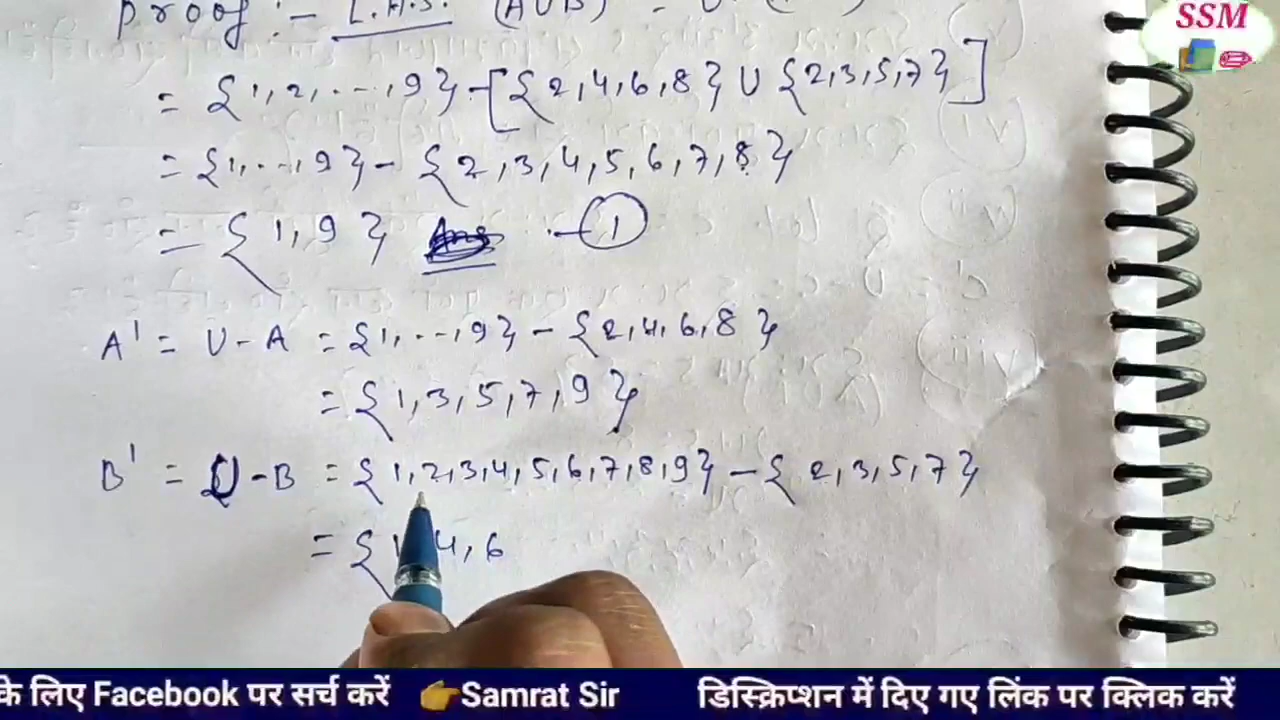 SSM
Proof :- L.H.S. (AUB)
= {1,2,...,9} - [{2,4,6,8} ∪ {2,3,5,7}]
= {1,...,9} - {2,3,4,5,6,7,8}
= {1,9} Ans -①
A' = U-A = {1,...,9} - {2,4,6,8}
= {1,3,5,7,9}
B' = U-B = {1,2,3,4,5,6,7,8,9} - {2,3,5,7}
= {1, 4, 6
के लिए Facebook पर सर्च करें 👉Samrat Sir डिस्क्रिप्शन में दिए गए लिंक पर क्लिक करें